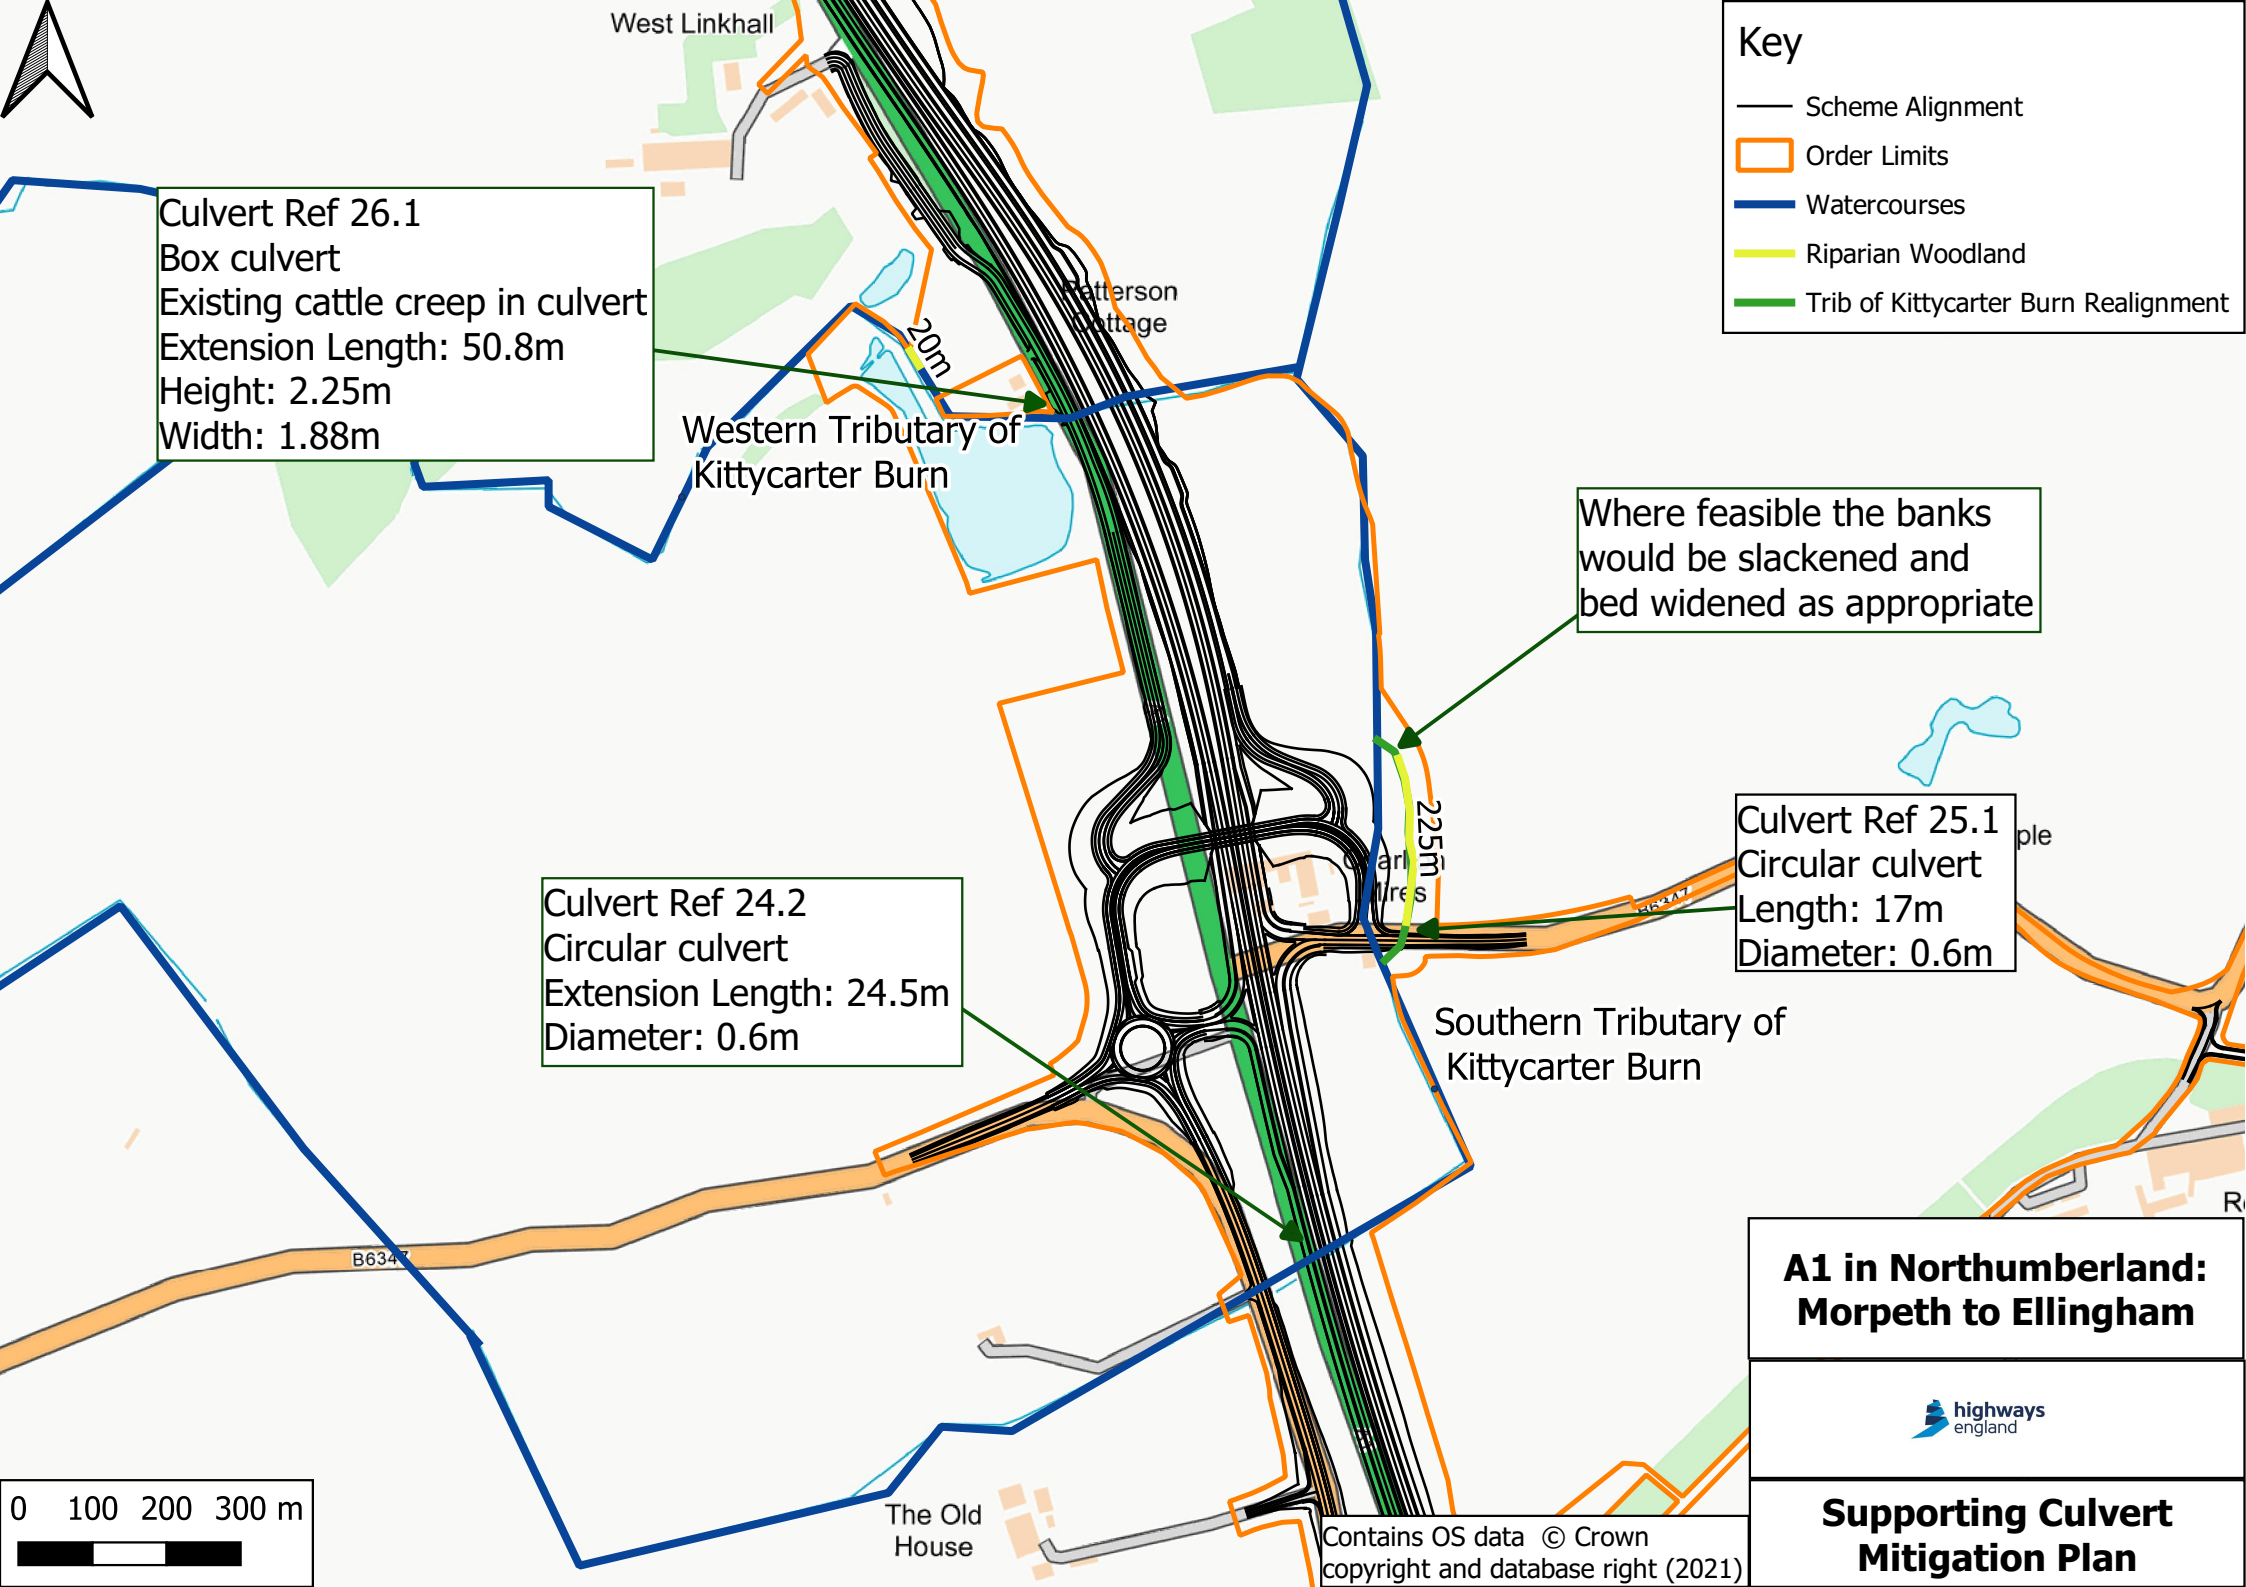 West Linkhall
Key
Scheme Alignment
Order Limits
Watercourses
Riparian Woodland
Trib of Kittycarter Burn Realignment
Culvert Ref 26.1
Box culvert
Existing cattle creep in culvert
Extension Length: 50.8m
Height: 2.25m
Width: 1.88m
Patterson
Cottage
20m
Western Tributary of
Kittycarter Burn
Where feasible the banks
would be slackened and
bed widened as appropriate
225m
Mires
Culvert Ref 25.1
Circular culvert
Length: 17m
Diameter: 0.6m
ple
B6347
Culvert Ref 24.2
Circular culvert
Extension Length: 24.5m
Diameter: 0.6m
Southern Tributary of
Kittycarter Burn
B6347
R
A1 in Northumberland:
Morpeth to Ellingham
highways
england
Supporting Culvert
Mitigation Plan
The Old
House
0 100 200 300 m
Contains OS data © Crown
copyright and database right (2021)